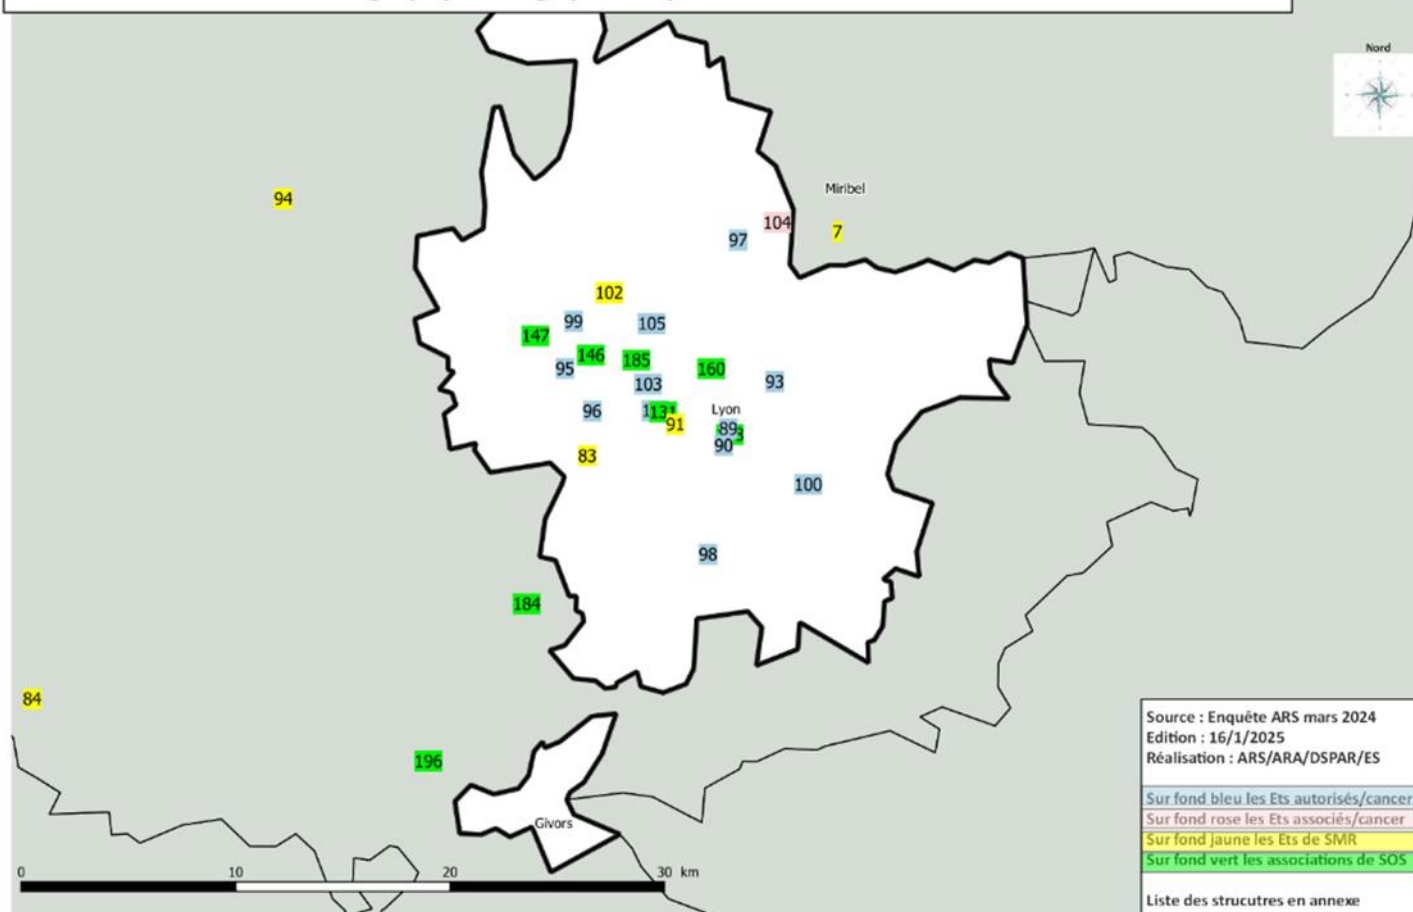 Nord
94
Miribel
104
7
97
102
99
105
147
146
185
95
160
103
93
96
131
Lyon
91
89
90
83
100
98
184
84
196
Givors
0 10 20 30 km
Source : Enquête ARS mars 2024
Edition : 16/1/2025
Réalisation : ARS/ARA/DSPAR/ES
Sur fond bleu les Ets autorisés/cancer
Sur fond rose les Ets associés/cancer
Sur fond jaune les Ets de SMR
Sur fond vert les associations de SOS
Liste des strucutres en annexe